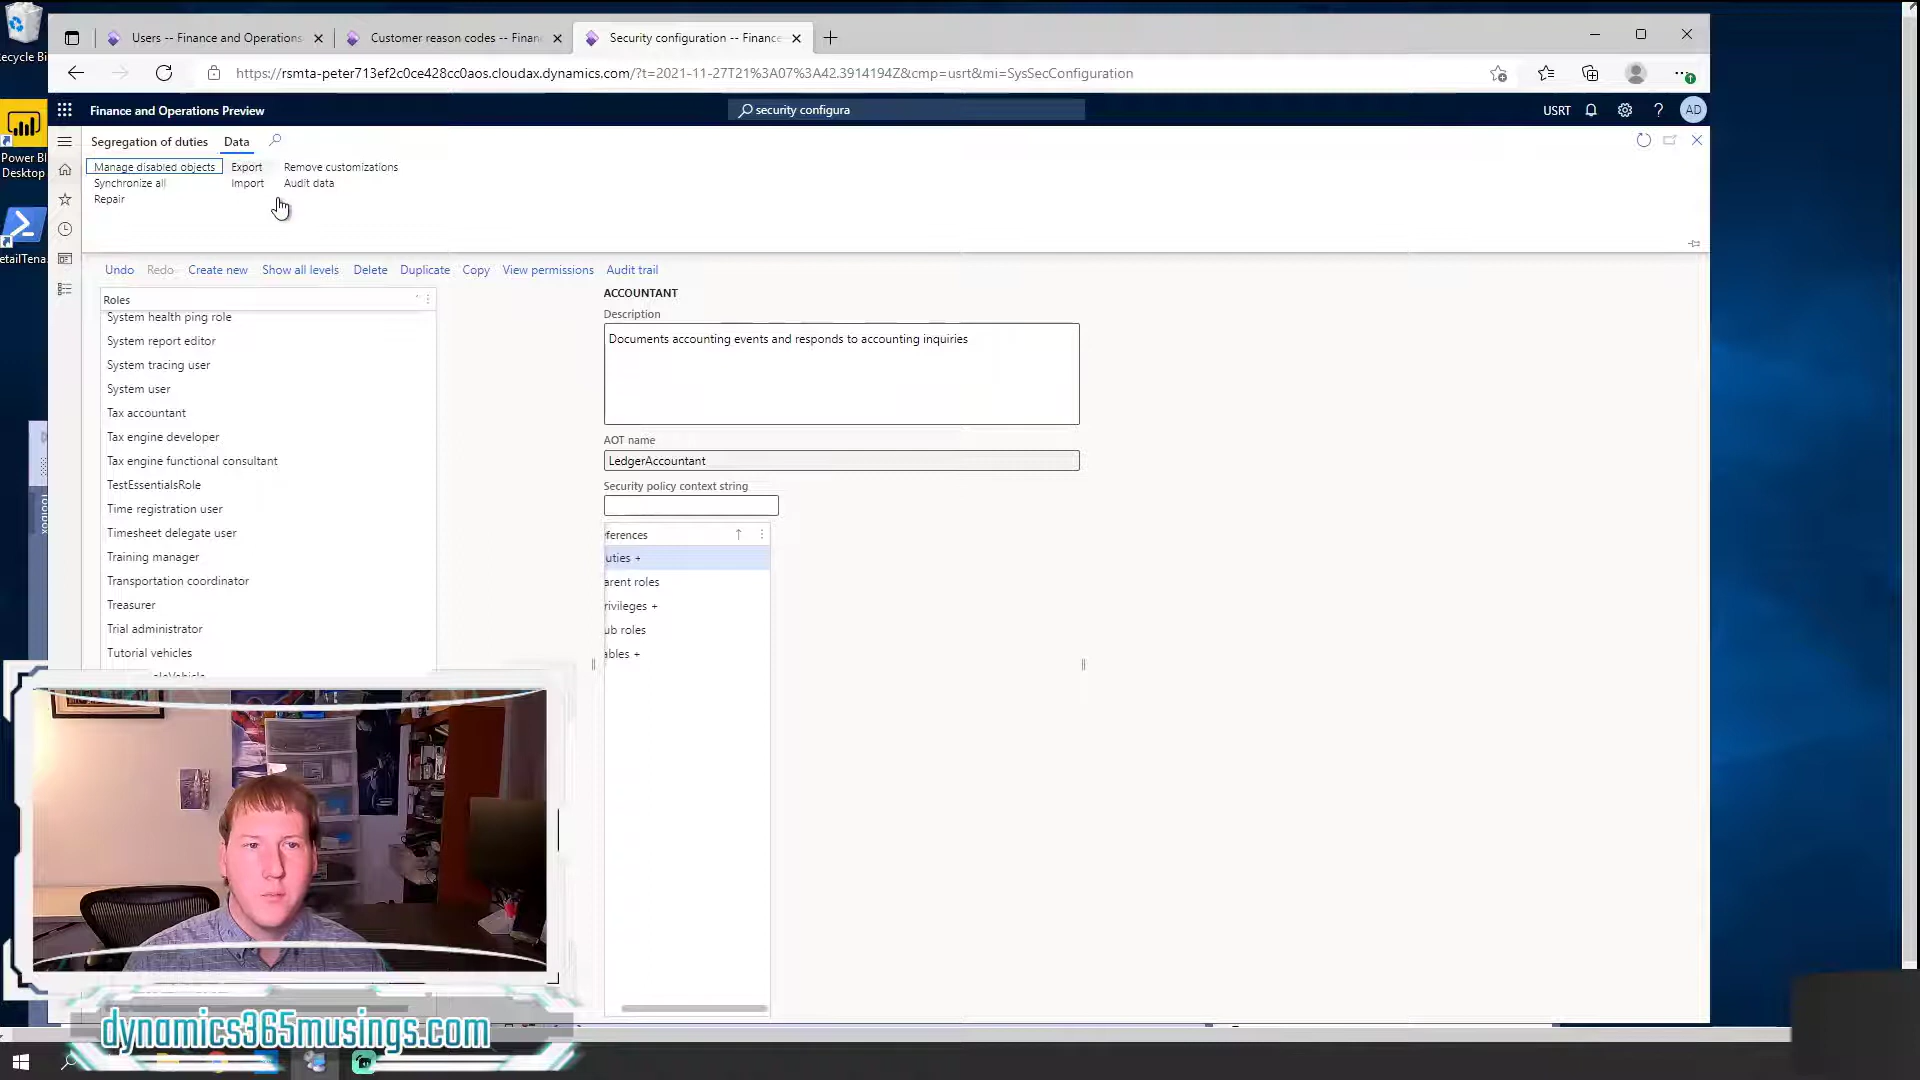 Recycle Bi
Users -- Finance and Operations
Customer reason codes -- Finan
Security configuration -- Finance
https://rsmta-peter713ef2c0ce428cc0aos.cloudax.dynamics.com/?t=2021-11-27T21%3A07%3A42.3914194Z&cmp=usrt&mi=SysSecConfiguration
Finance and Operations Preview
security configura
USRT
AD
Power BI
Desktop
Segregation of duties
Data
Manage disabled objects
Export
Remove customizations
Synchronize all
Import
Audit data
Repair
etailTena.
Undo
Redo
Create new
Show all levels
Delete
Duplicate
Copy
View permissions
Audit trail
Roles
System health ping role
System report editor
System tracing user
System user
Tax accountant
Tax engine developer
Tax engine functional consultant
TestEssentialsRole
Time registration user
Timesheet delegate user
Training manager
Transportation coordinator
Treasurer
Trial administrator
Tutorial vehicles
ACCOUNTANT
Description
Documents accounting events and responds to accounting inquiries
AOT name
LedgerAccountant
Security policy context string
eferences
uties +
arent roles
rivileges +
ub roles
ables +
Toolbox
dynamics365musings.com